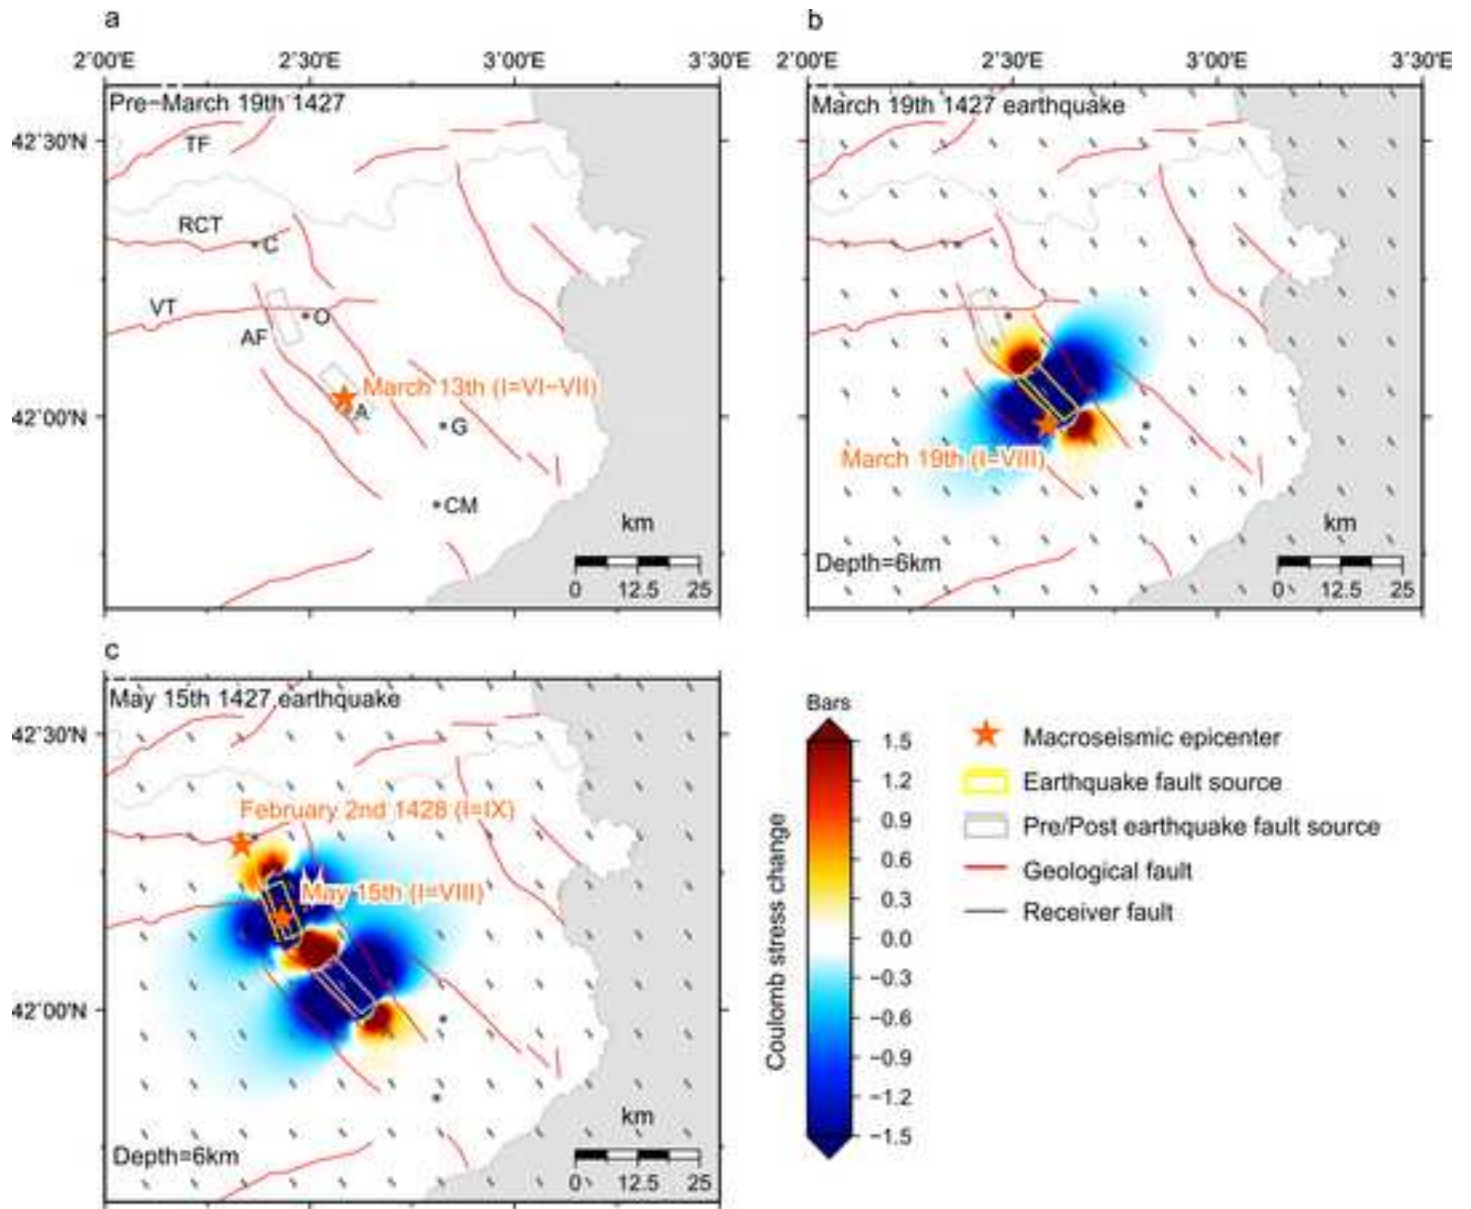 a
2°00'E 2°30'E 3°00'E 3°30'E
Pre-March 19th 1427
42°30'N
TF
RCT
C
VT
O
AF
March 13th (I=VI-VII)
A
42°00'N
G
CM
km
0 12.5 25
b
2°00'E 2°30'E 3°00'E 3°30'E
March 19th 1427 earthquake
March 19th (I=VIII)
km
Depth=6km
0 12.5 25
c
May 15th 1427 earthquake
42°30'N
February 2nd 1428 (I=IX)
May 15th (I=VIII)
42°00'N
km
Depth=6km
0 12.5 25
Bars
1.5
1.2
0.9
0.6
0.3
0.0
-0.3
-0.6
-0.9
-1.2
-1.5
Coulomb stress change
Macroseismic epicenter
Earthquake fault source
Pre/Post earthquake fault source
Geological fault
Receiver fault